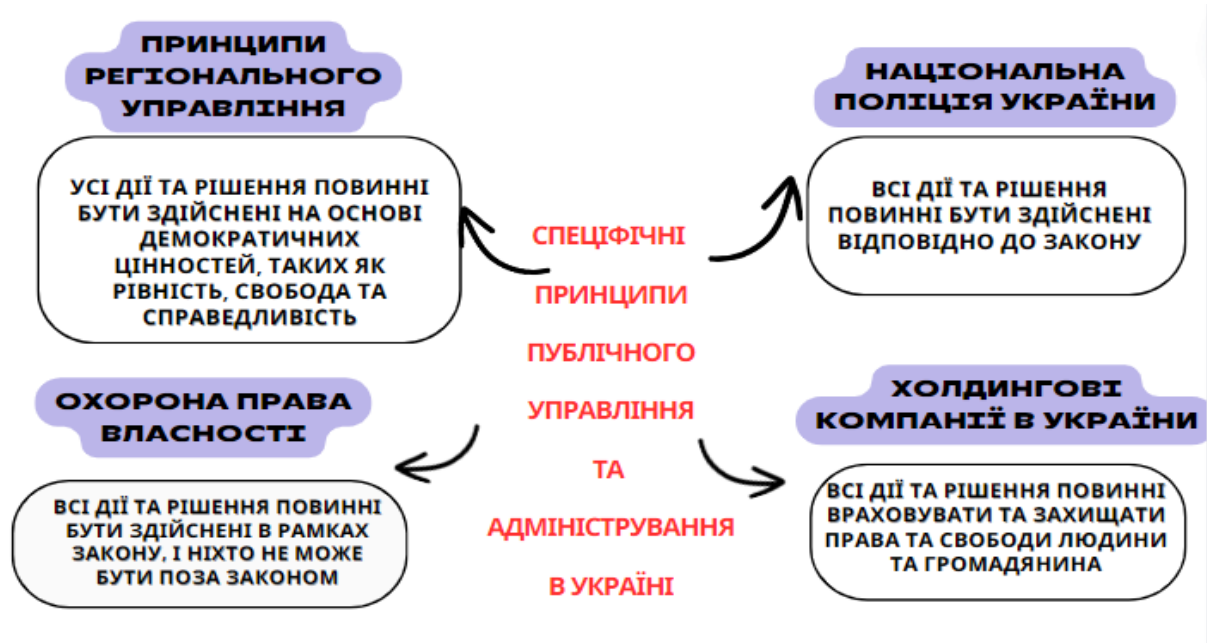 ПРИНЦИПИ
РЕГІОНАЛЬНОГО
УПРАВЛІННЯ
УСІ ДІЇ ТА РІШЕННЯ ПОВИННІ
БУТИ ЗДІЙСНЕНІ НА ОСНОВІ
ДЕМОКРАТИЧНИХ
ЦІННОСТЕЙ, ТАКИХ ЯК
РІВНІСТЬ, СВОБОДА ТА
СПРАВЕДЛИВІСТЬ
НАЦІОНАЛЬНА
ПОЛІЦІЯ УКРАЇНИ
ВСІ ДІЇ ТА РІШЕННЯ
ПОВИННІ БУТИ ЗДІЙСНЕНІ
ВІДПОВІДНО ДО ЗАКОНУ
СПЕЦІФІЧНІ
ПРИНЦИПИ
ПУБЛІЧНОГО
УПРАВЛІННЯ
ТА
АДМІНІСТРУВАННЯ
В УКРАЇНІ
ОХОРОНА ПРАВА
ВЛАСНОСТІ
ВСІ ДІЇ ТА РІШЕННЯ ПОВИННІ
БУТИ ЗДІЙСНЕНІ В РАМКАХ
ЗАКОНУ, І НІХТО НЕ МОЖЕ
БУТИ ПОЗА ЗАКОНОМ
ХОЛДИНГОВІ
КОМПАНІЇ В УКРАЇНИ
ВСІ ДІЇ ТА РІШЕННЯ ПОВИННІ
ВРАХОВУВАТИ ТА ЗАХИЩАТИ
ПРАВА ТА СВОБОДИ ЛЮДИНИ
ТА ГРОМАДЯНИНА